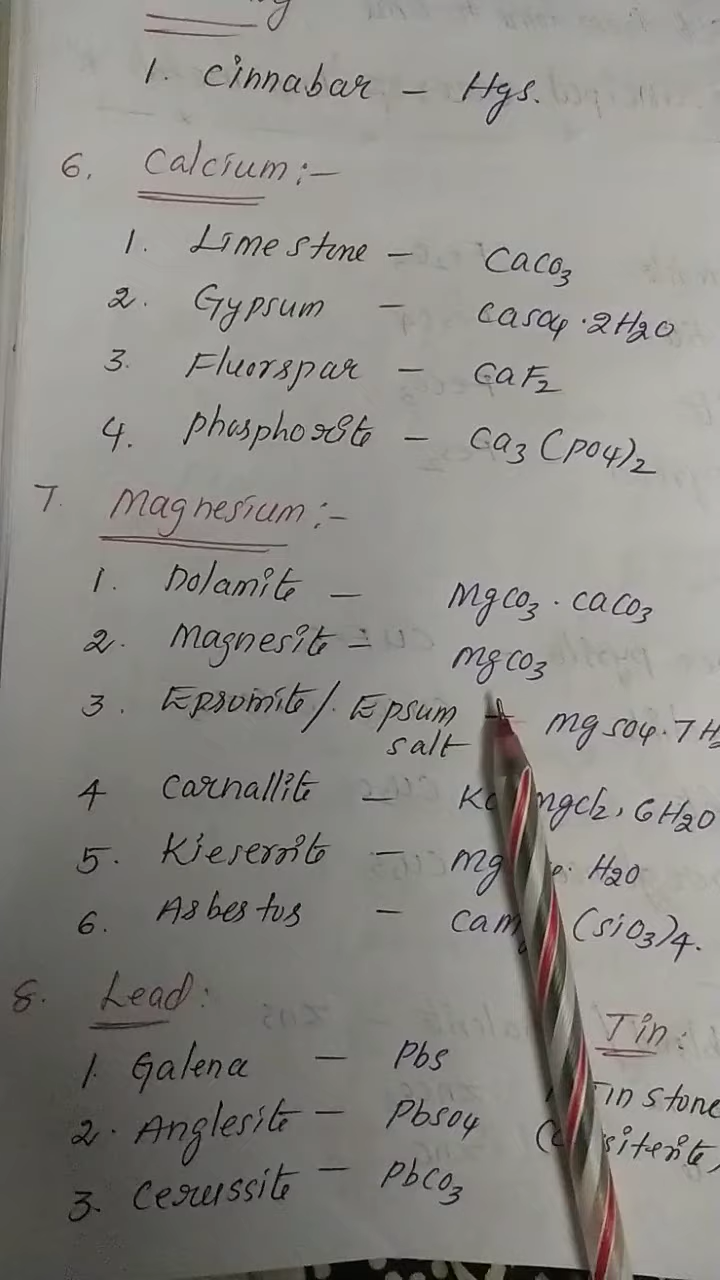 1. Cinnabar - Hgs.
6. Calcium :-
1. Limestone - CaCO3
2. Gypsum - CaSO4 · 2H2O
3. Fluorspar - CaF2
4. Phosphorite - Ca3 (PO4)2
7. Magnesium :-
1. Dolamite - MgCO3 · CaCO3
2. Magnesite - MgCO3
3. Epsomite / Epsum - MgSO4 · 7H2
salt
4 Carnallite - mgCl2, 6H2O
5. Kieserite - Mg H2O
6. Asbestos - Cam (SiO3)4.
8. Lead : Tin :
1. Galena - Pbs
2. Anglesite - PbSO4 Tin stone
3. Cerussite - PbCO3